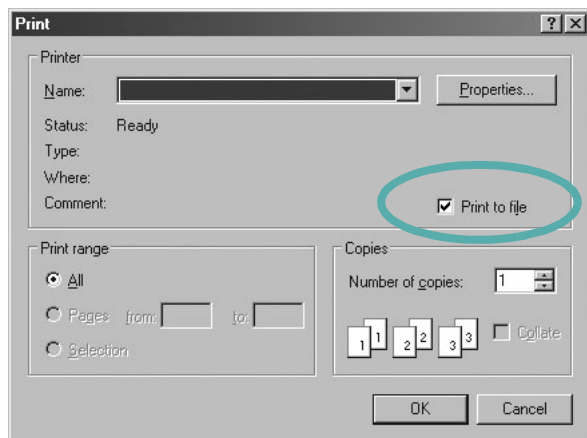 Print
Printer
Name:
Properties...
Status: Ready
Type:
Where:
Comment:
Print to file
Print range
All
Pages from: to:
Selection
Copies
Number of copies: 1
1 1 2 2 3 3
Collate
OK Cancel